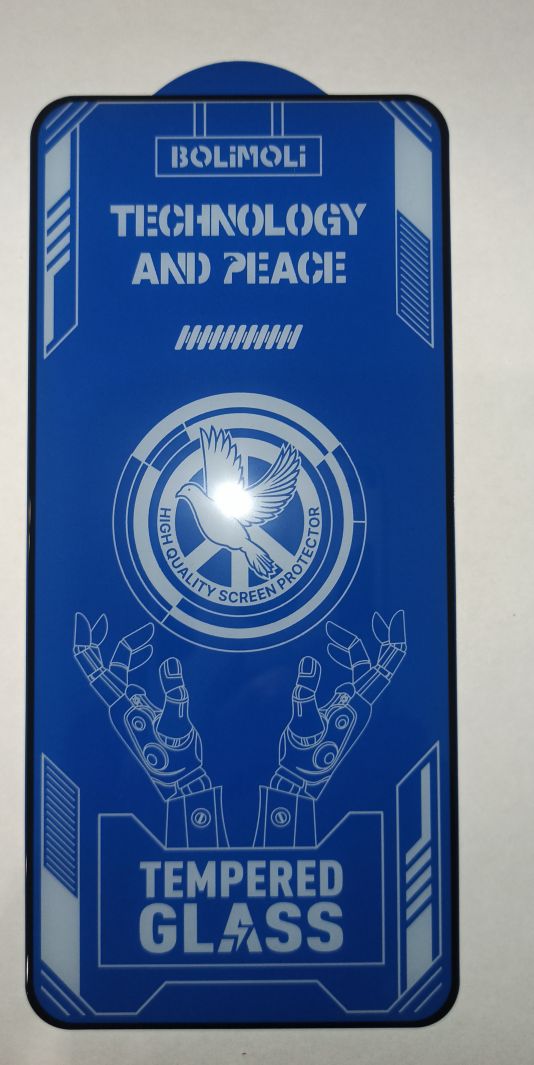 BOLiMOLi
TECHNOLOGY
AND PEACE
HIGH QUALITY SCREEN PROTECTOR
TEMPERED
GLASS